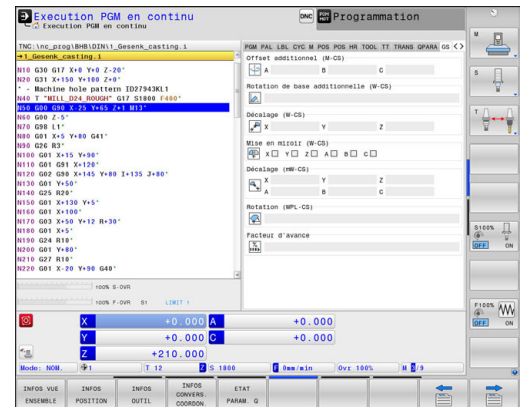 Execution PGM en continu
Execution PGM en continu
DNC
Programmation
TNC:\nc_prog\BHB\DIN\1_Gesenk_casting.i
→1_Gesenk_casting.i
N10 G30 G17 X+0 Y+0 Z-20*
N20 G31 X+150 Y+100 Z+0*
* - Machine hole pattern ID27943KL1
N40 T "MILL_D24_ROUGH" G17 S1800 F400*
N50 G00 G90 X-25 Y+65 Z+1 M13*
N60 G00 Z-5*
N70 G98 L1*
N80 G01 X+5 Y+80 G41*
N90 G26 R3*
N100 G01 X+15 Y+90*
N110 G01 G91 X+120*
N120 G02 G90 X+145 Y+80 I+135 J+80*
N130 G01 Y+50*
N140 G25 R20*
N150 G01 X+130 Y+5*
N160 G01 X+100*
N170 G03 X+50 Y+12 R+30*
N180 G01 X+5*
N190 G24 R10*
N200 G01 Y+80*
N210 G27 R10*
N220 G01 X-20 Y+90 G40*
100% S-OVR
100% F-OVR S1 LIMIT 1
PGM PAL LBL CYC M POS POS HR TOOL TT TRANS QPARA GS
Offset additionnel (M-CS)
A B C
Rotation de base additionnelle (W-CS)
Décalage (W-CS)
X Y Z
Mise en miroir (W-CS)
X Y Z A B C
Décalage (mW-CS)
X Y Z
A B C
Rotation (WPL-CS)
Facteur d'avance
X +0.000 A +0.000
Y +0.000 C +0.000
Z +210.000
Mode: NOM. 1 T 12 Z S 1800 F 0mm/min Ovr 100% M 8/9
INFOS VUE ENSEMBLE
INFOS POSITION
INFOS OUTIL
INFOS CONVERS. COORDON.
ETAT PARAM. Q
M
S
T
S100%
OFF ON
F100%
OFF ON